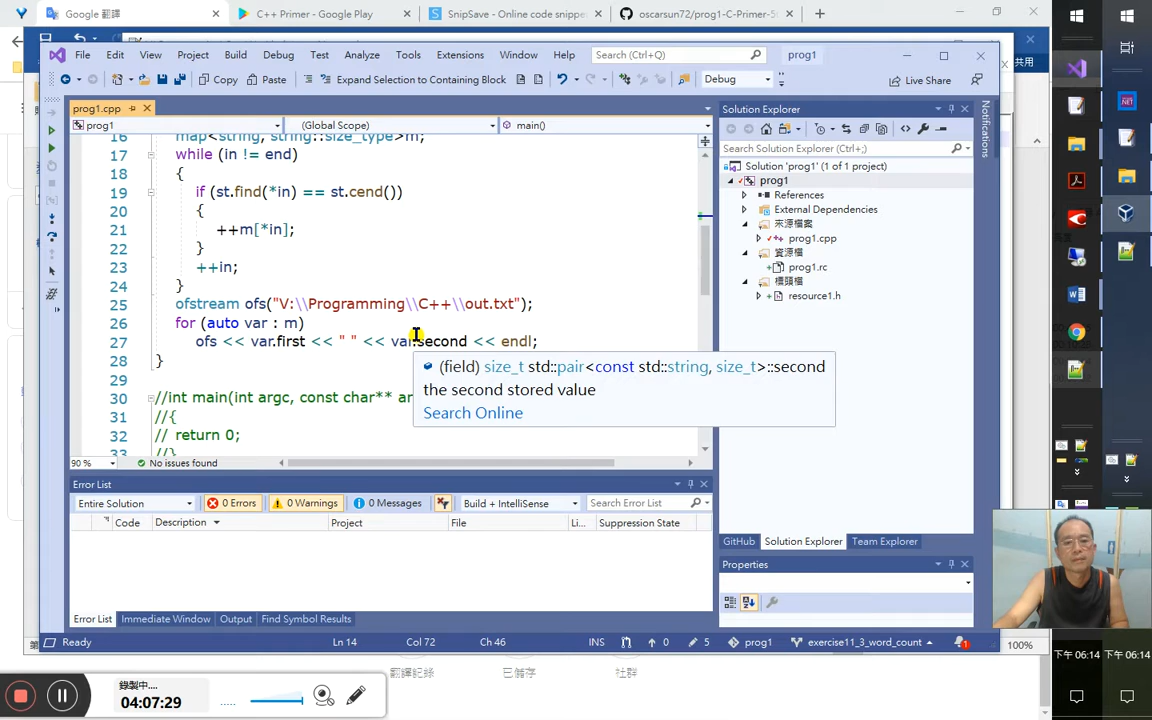 Google 翻譯
C++ Primer - Google Play
SnipSave - Online code snippe
oscarsun72/prog1-C-Primer-5
File
Edit
View
Project
Build
Debug
Test
Analyze
Tools
Extensions
Window
Help
Search (Ctrl+Q)
prog1
Copy
Paste
Expand Selection to Containing Block
Debug
Live Share
共用
prog1.cpp
prog1
(Global Scope)
main()
16 map<string, string::size_type>m;
17 while (in != end)
18 {
19 if (st.find(*in) == st.cend())
20 {
21 ++m[*in];
22 }
23 ++in;
24 }
25 ofstream ofs("V:\\Programming\\C++\\out.txt");
26 for (auto var : m)
27 ofs << var.first << " " << var.second << endl;
28 }
29
30 //int main(int argc, const char** ar
31 //{
32 // return 0;
33 //}
(field) size_t std::pair<const std::string, size_t>::second
the second stored value
Search Online
90 %
No issues found
Solution Explorer
Search Solution Explorer (Ctrl+;)
Solution 'prog1' (1 of 1 project)
prog1
References
External Dependencies
來源檔案
prog1.cpp
資源檔
prog1.rc
標頭檔
resource1.h
Notifications
GitHub
Solution Explorer
Team Explorer
Properties
Error List
Entire Solution
0 Errors
0 Warnings
0 Messages
Build + IntelliSense
Search Error List
Code
Description
Project
File
Li...
Suppression State
Error List
Immediate Window
Output
Find Symbol Results
Ready
Ln 14
Col 72
Ch 46
INS
0
5
prog1
exercise11_3_word_count
1
100%
翻譯記錄
已儲存
社群
錄製中....
04:07:29
下午 06:14
下午 06:14